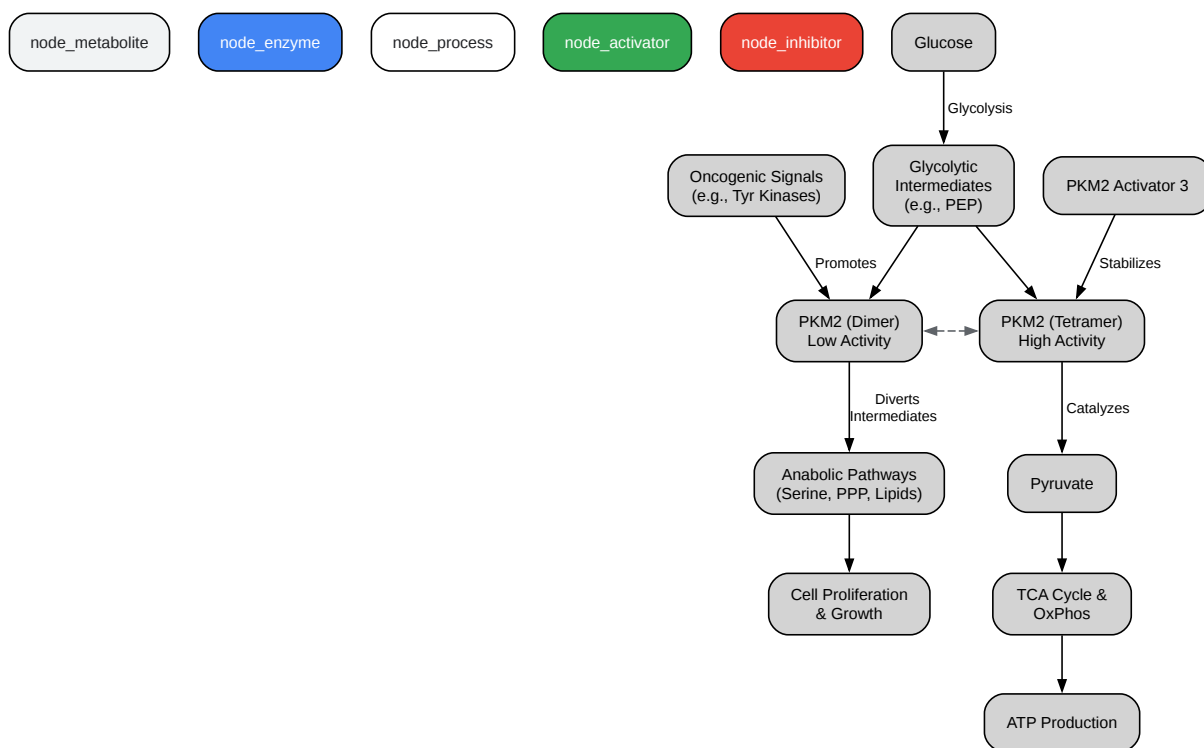 node_metabolite
node_enzyme
node_process
node_activator
node_inhibitor
Glucose
Glycolysis
Oncogenic Signals
(e.g., Tyr Kinases)
Glycolytic
Intermediates
(e.g., PEP)
PKM2 Activator 3
Promotes
Stabilizes
PKM2 (Dimer)
Low Activity
PKM2 (Tetramer)
High Activity
Diverts
Intermediates
Catalyzes
Anabolic Pathways
(Serine, PPP, Lipids)
Pyruvate
Cell Proliferation
& Growth
TCA Cycle &
OxPhos
ATP Production